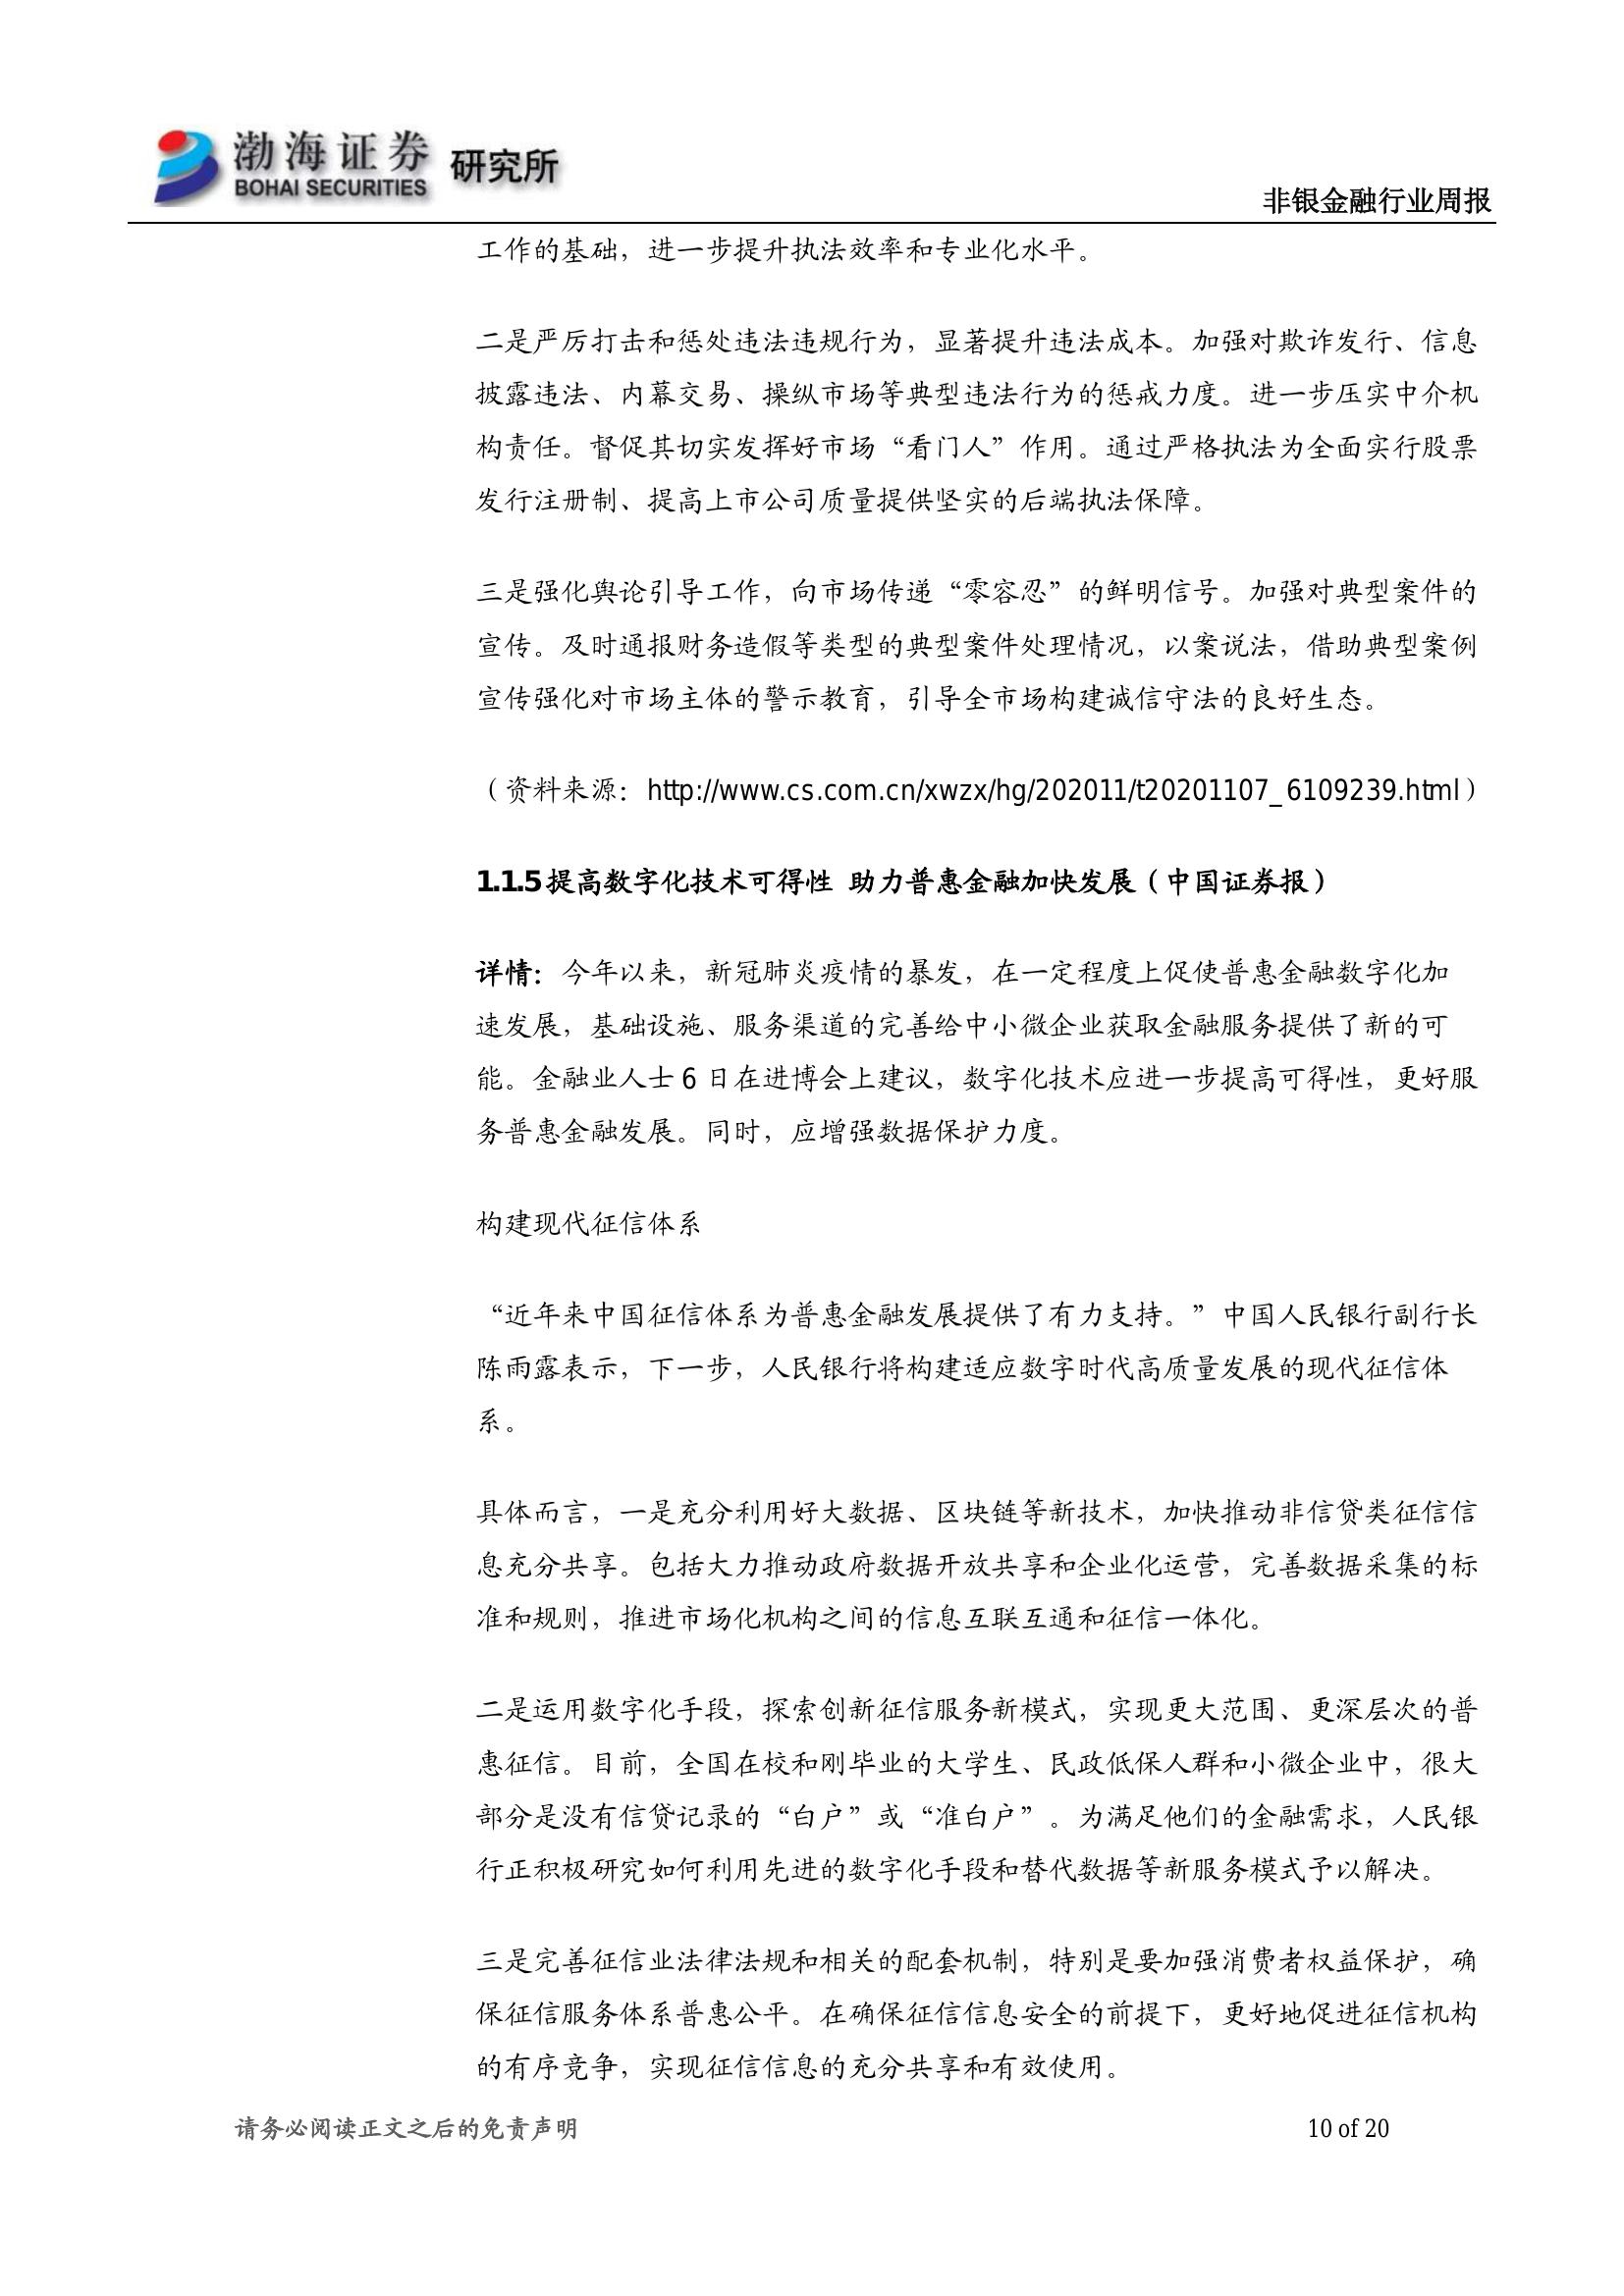 渤海证券 研究所
BOHAI SECURITIES
非银金融行业周报
工作的基础，进一步提升执法效率和专业化水平。
二是严厉打击和惩处违法违规行为，显著提升违法成本。加强对欺诈发行、信息
披露违法、内幕交易、操纵市场等典型违法行为的惩戒力度。进一步压实中介机
构责任。督促其切实发挥好市场“看门人”作用。通过严格执法为全面实行股票
发行注册制、提高上市公司质量提供坚实的后端执法保障。
三是强化舆论引导工作，向市场传递“零容忍”的鲜明信号。加强对典型案件的
宣传。及时通报财务造假等类型的典型案件处理情况，以案说法，借助典型案例
宣传强化对市场主体的警示教育，引导全市场构建诚信守法的良好生态。
（资料来源：http://www.cs.com.cn/xwzx/hg/202011/t20201107_6109239.html）
1.1.5 提高数字化技术可得性 助力普惠金融加快发展（中国证券报）
详情：今年以来，新冠肺炎疫情的暴发，在一定程度上促使普惠金融数字化加
速发展，基础设施、服务渠道的完善给中小微企业获取金融服务提供了新的可
能。金融业人士 6 日在进博会上建议，数字化技术应进一步提高可得性，更好服
务普惠金融发展。同时，应增强数据保护力度。
构建现代征信体系
“近年来中国征信体系为普惠金融发展提供了有力支持。”中国人民银行副行长
陈雨露表示，下一步，人民银行将构建适应数字时代高质量发展的现代征信体
系。
具体而言，一是充分利用好大数据、区块链等新技术，加快推动非信贷类征信信
息充分共享。包括大力推动政府数据开放共享和企业化运营，完善数据采集的标
准和规则，推进市场化机构之间的信息互联互通和征信一体化。
二是运用数字化手段，探索创新征信服务新模式，实现更大范围、更深层次的普
惠征信。目前，全国在校和刚毕业的大学生、民政低保人群和小微企业中，很大
部分是没有信贷记录的“白户”或“准白户”。为满足他们的金融需求，人民银
行正积极研究如何利用先进的数字化手段和替代数据等新服务模式予以解决。
三是完善征信业法律法规和相关的配套机制，特别是要加强消费者权益保护，确
保征信服务体系普惠公平。在确保征信信息安全的前提下，更好地促进征信机构
的有序竞争，实现征信信息的充分共享和有效使用。
请务必阅读正文之后的免责声明 10 of 20